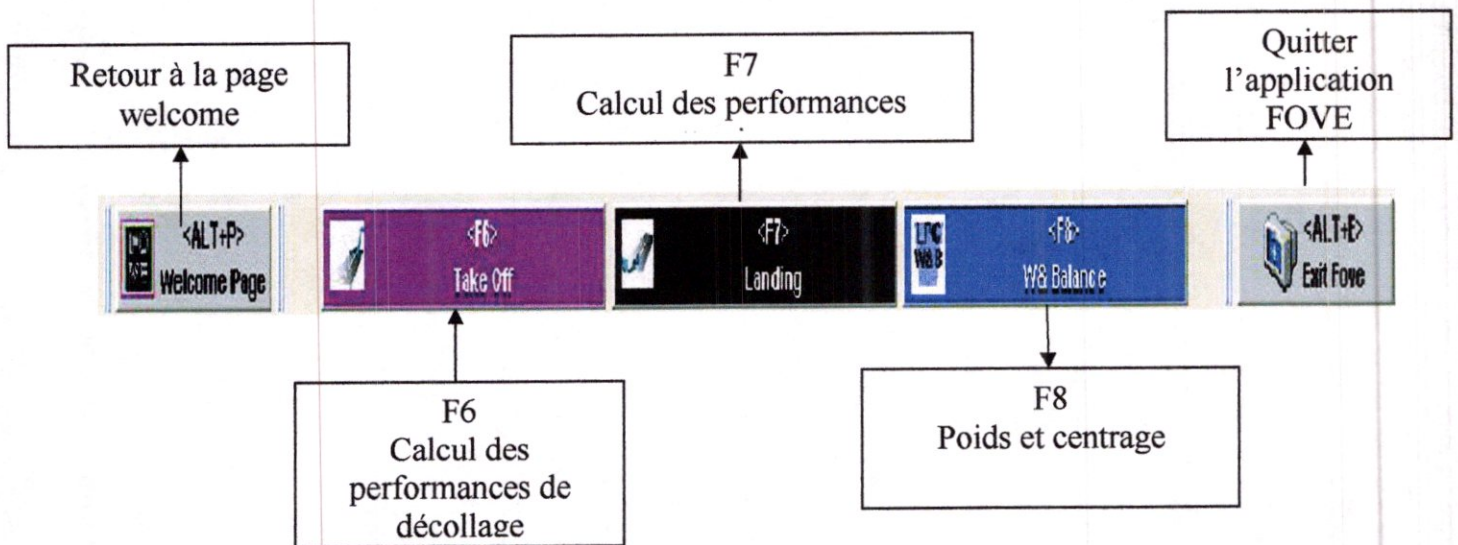 Retour à la page
welcome
F7
Calcul des performances
Quitter
l'application
FOVE
<ALT+P>
Welcome Page
<F6>
Take Off
<F7>
Landing
LPC
W&B
<F8>
W& Balance
<ALT+E>
Exit Fove
F6
Calcul des
performances de
décollage
F8
Poids et centrage